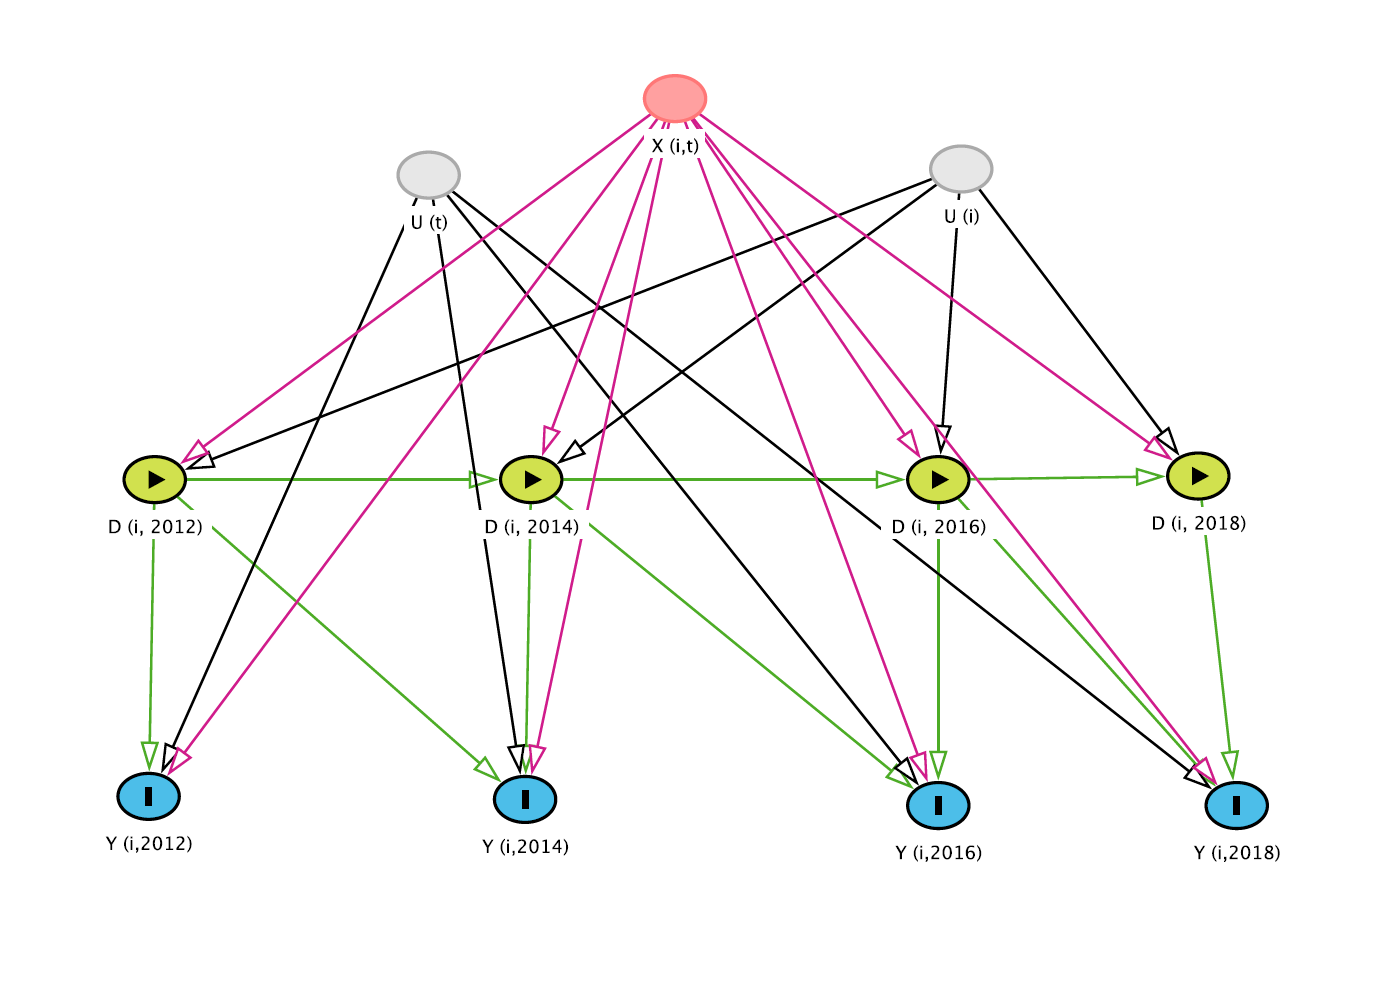 X (i,t)
U (t)
U (i)
D (i, 2012)
D (i, 2014)
D (i, 2016)
D (i, 2018)
Y (i,2012)
Y (i,2014)
Y (i,2016)
Y (i,2018)